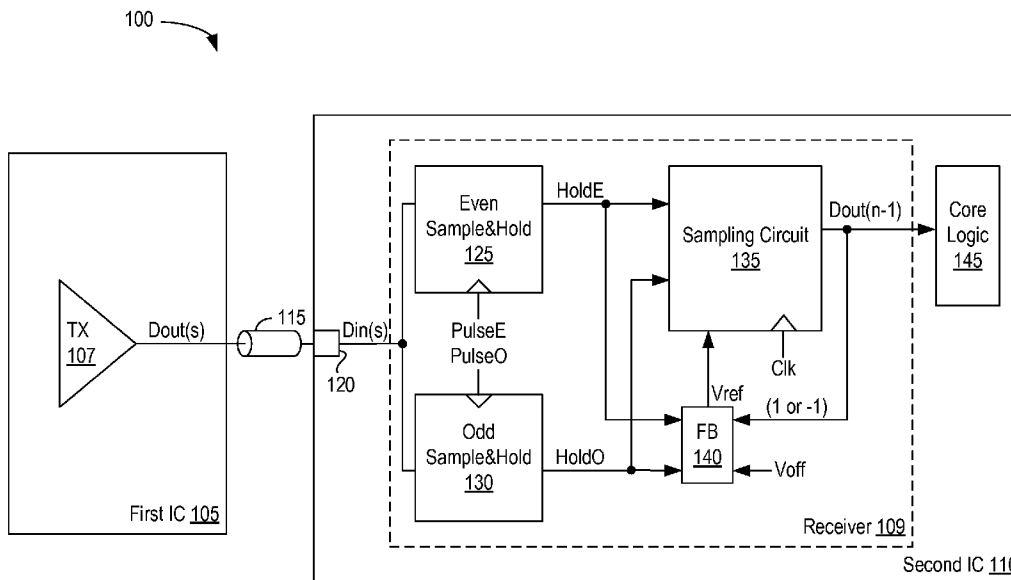 100
TX
107
Dout(s)
115
120
Din(s)
First IC 105
Even
Sample&Hold
125
PulseE
PulseO
Odd
Sample&Hold
130
HoldE
HoldO
Sampling Circuit
135
Clk
Vref
FB
140
(1 or -1)
Voff
Dout(n-1)
Core
Logic
145
Receiver 109
Second IC